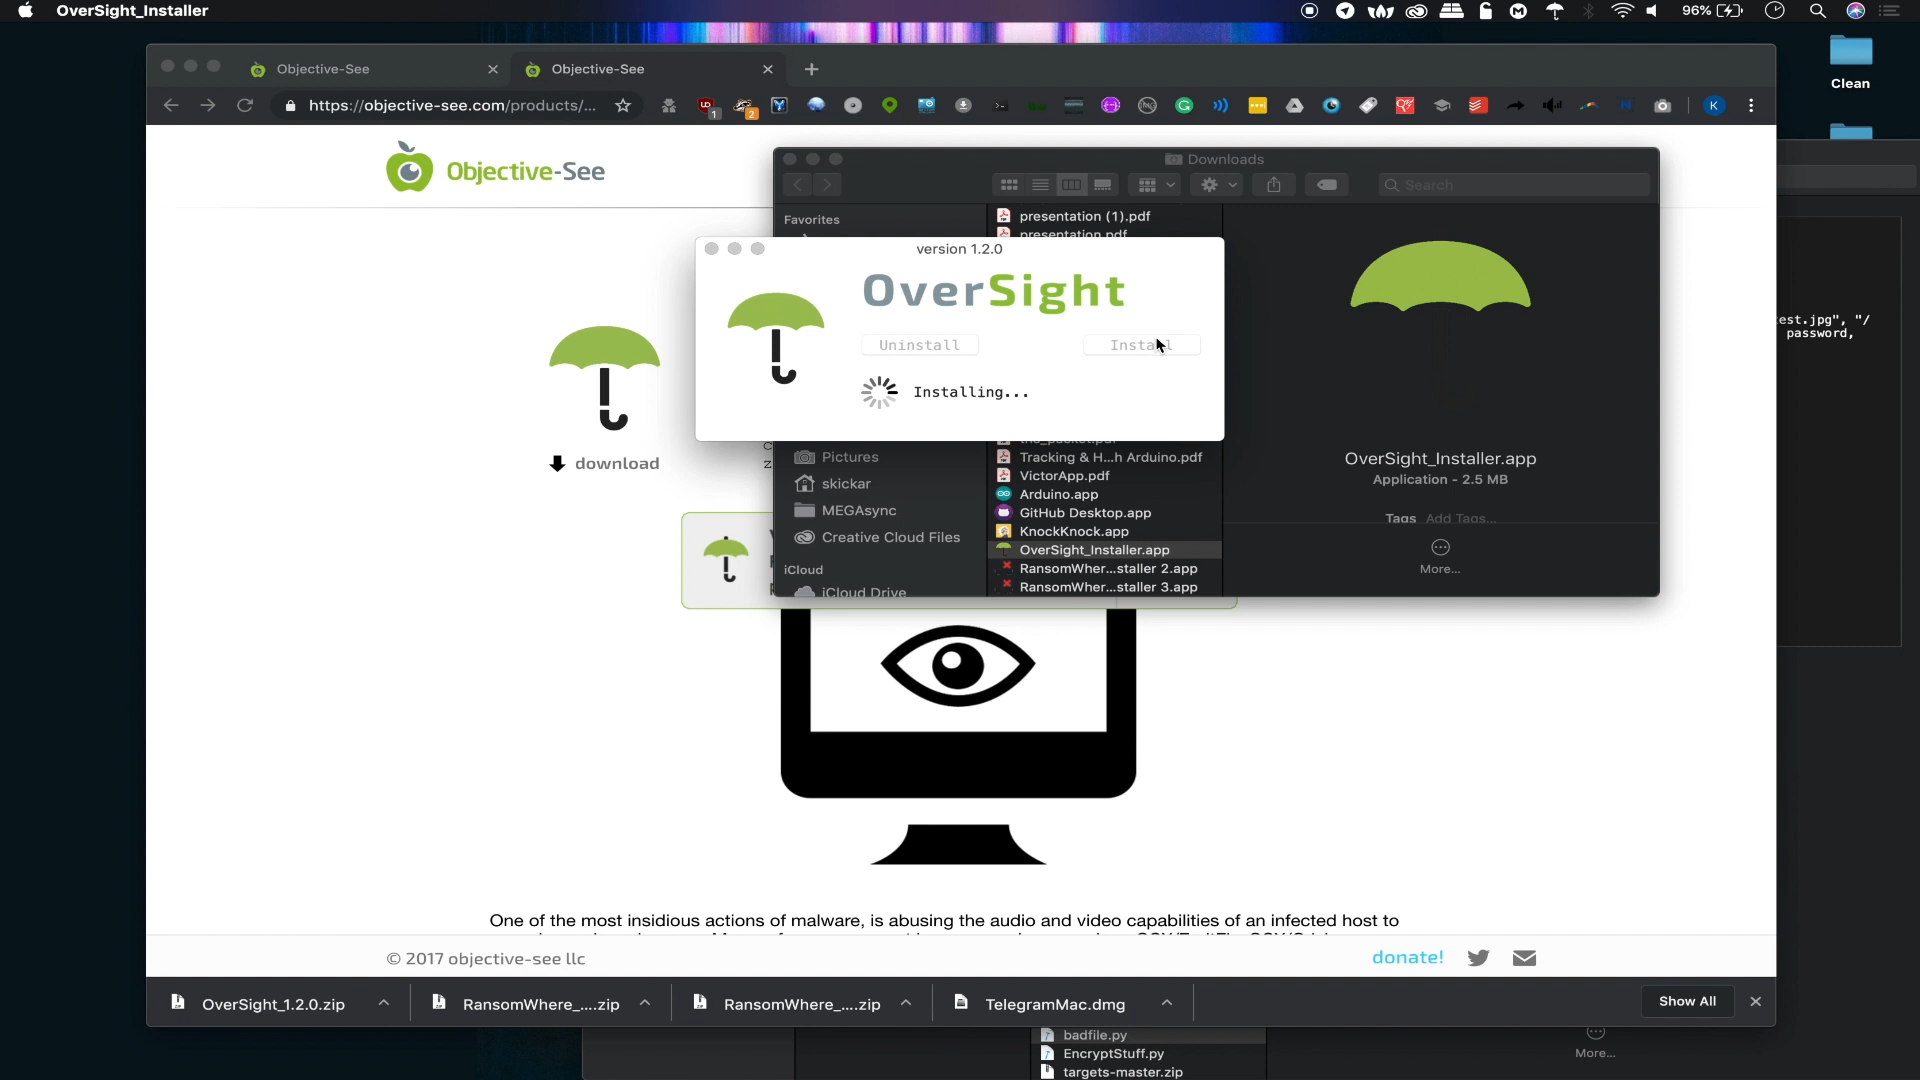 OverSight_Installer
96%
Clean
Objective-See
Objective-See
https://objective-see.com/products/...
1
2
K
Objective-See
Downloads
Search
Favorites
presentation (1).pdf
presentation.pdf
version 1.2.0
OverSight
Uninstall
Install
Installing...
est.jpg", "/
password,
download
Pictures
skickar
MEGAsync
Creative Cloud Files
iCloud
iCloud Drive
Tracking & H...h Arduino.pdf
VictorApp.pdf
Arduino.app
GitHub Desktop.app
KnockKnock.app
OverSight_Installer.app
RansomWher...staller 2.app
RansomWher...staller 3.app
OverSight_Installer.app
Application - 2.5 MB
Tags Add Tags...
More...
One of the most insidious actions of malware, is abusing the audio and video capabilities of an infected host to
© 2017 objective-see llc
donate!
OverSight_1.2.0.zip
RansomWhere_....zip
RansomWhere_....zip
TelegramMac.dmg
Show All
badfile.py
EncryptStuff.py
targets-master.zip
More...